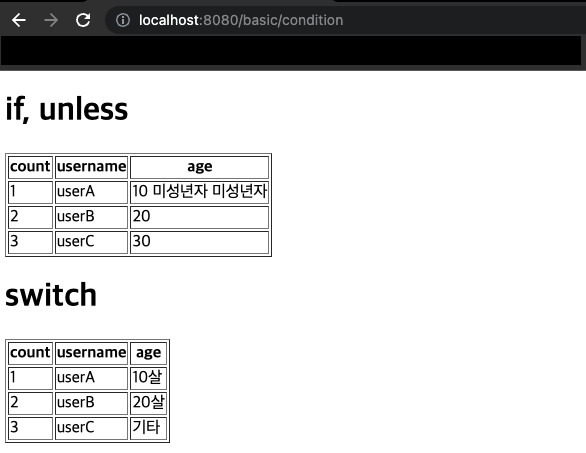 localhost:8080/basic/condition
if, unless
count username age
1 userA 10 미성년자 미성년자
2 userB 20
3 userC 30
switch
count username age
1 userA 10살
2 userB 20살
3 userC 기타